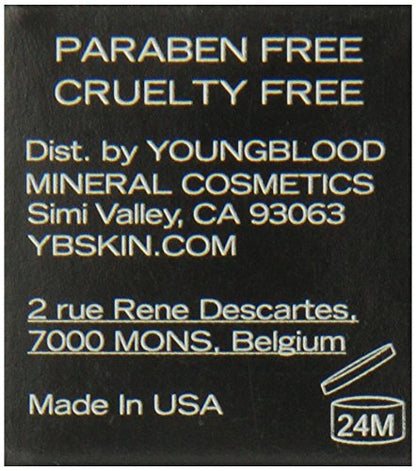 PARABEN FREE
CRUELTY FREE
Dist. by YOUNGBLOOD
MINERAL COSMETICS
Simi Valley, CA 93063
YBSKIN.COM
2 rue Rene Descartes,
7000 MONS, Belgium
Made In USA
24M